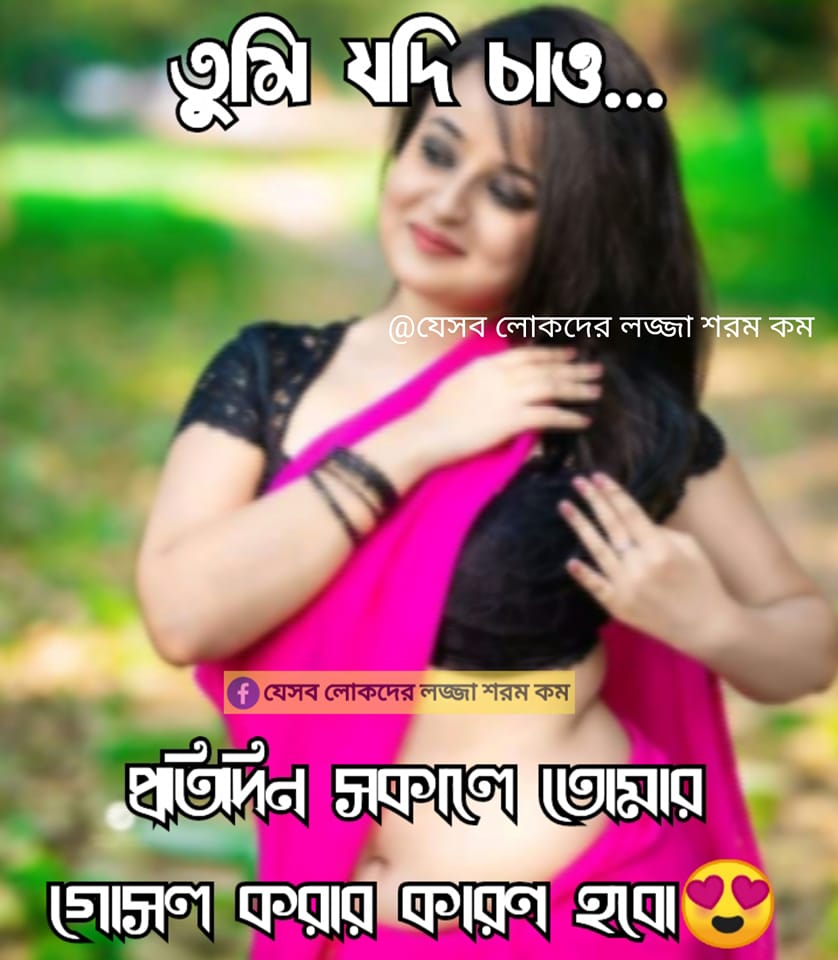 তুমি যদি চাও...
@যেসব লোকদের লজ্জা শরম কম
যেসব লোকদের লজ্জা শরম কম
প্রতিদিন সকালে তোমার
গোসল করার কারণ হবো😍